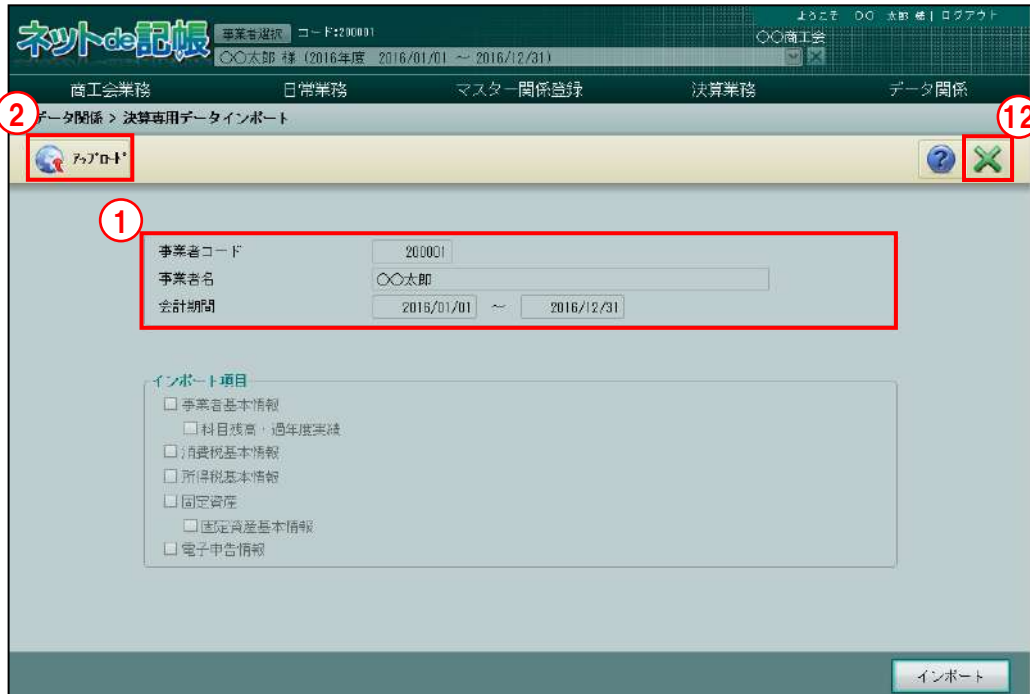 ようこそ ○○ 太郎 様 | ログアウト
ネットde記帳 事業者選択 コード:200001 ○○商工会
○○太郎 様 (2016年度 2016/01/01 ～ 2016/12/31)
商工会業務 日常業務 マスター関係登録 決算業務 データ関係
② データ関係 > 決算専用データインポート ⑫
ｱｯﾌﾟﾛｰﾄﾞ ?
①
事業者コード 200001
事業者名 ○○太郎
会計期間 2016/01/01 ～ 2016/12/31
インポート項目
事業者基本情報
科目残高・過年度実績
消費税基本情報
所得税基本情報
固定資産
固定資産基本情報
電子申告情報
インポート